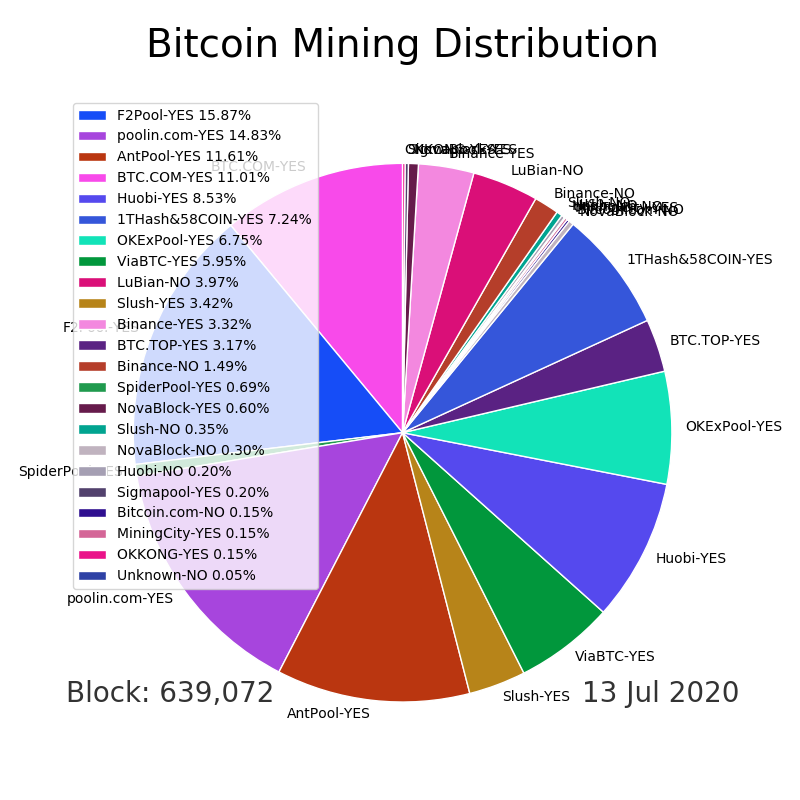 Bitcoin Mining Distribution
F2Pool-YES 15.87%
poolin.com-YES 14.83%
AntPool-YES 11.61%
BTC.COM-YES 11.01%
Huobi-YES 8.53%
1THash&58COIN-YES 7.24%
OKExPool-YES 6.75%
ViaBTC-YES 5.95%
LuBian-NO 3.97%
Slush-YES 3.42%
Binance-YES 3.32%
BTC.TOP-YES 3.17%
Binance-NO 1.49%
SpiderPool-YES 0.69%
NovaBlock-YES 0.60%
Slush-NO 0.35%
NovaBlock-NO 0.30%
Huobi-NO 0.20%
Sigmapool-YES 0.20%
Bitcoin.com-NO 0.15%
MiningCity-YES 0.15%
OKKONG-YES 0.15%
Unknown-NO 0.05%
BTC.COM-YES
Binance-YES
LuBian-NO
Binance-NO
Slush-NO
NovaBlock-NO
1THash&58COIN-YES
BTC.TOP-YES
OKExPool-YES
Huobi-YES
ViaBTC-YES
Slush-YES
AntPool-YES
poolin.com-YES
Block: 639,072
13 Jul 2020